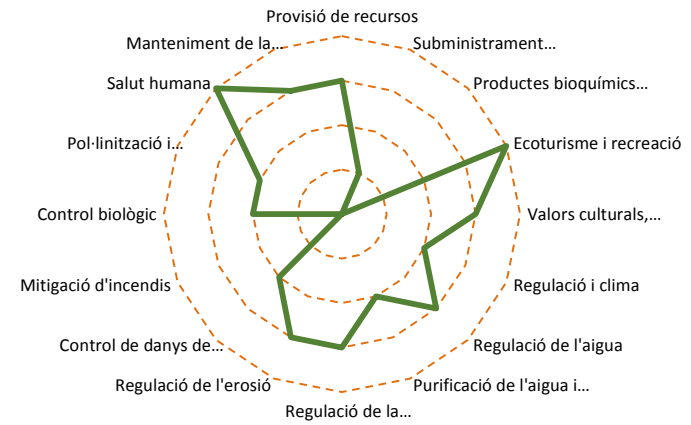 Provisió de recursos
Subministrament...
Productes bioquímics...
Ecoturisme i recreació
Valors culturals,...
Regulació i clima
Regulació de l'aigua
Purificació de l'aigua i...
Regulació de la...
Regulació de l'erosió
Control de danys de...
Mitigació d'incendis
Control biològic
Pol·linització i...
Salut humana
Manteniment de la...